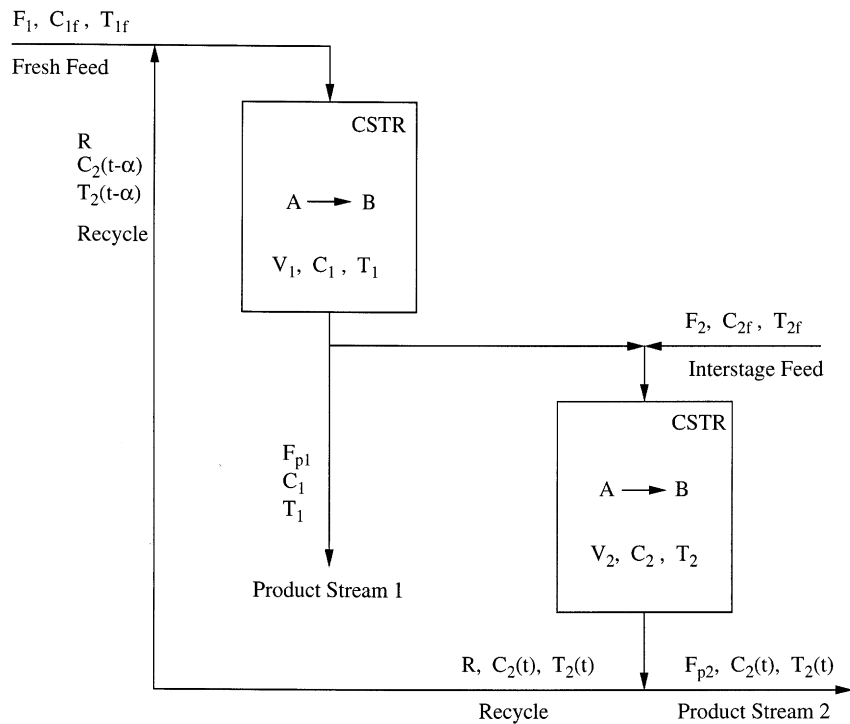 F₁, C₁f, T₁f
Fresh Feed
CSTR
R
C₂(t-α)
T₂(t-α)
Recycle
A → B
V₁, C₁, T₁
F₂, C₂f, T₂f
Interstage Feed
CSTR
Fp1
C₁
T₁
A → B
V₂, C₂, T₂
Product Stream 1
R, C₂(t), T₂(t)
Fp2, C₂(t), T₂(t)
Recycle
Product Stream 2